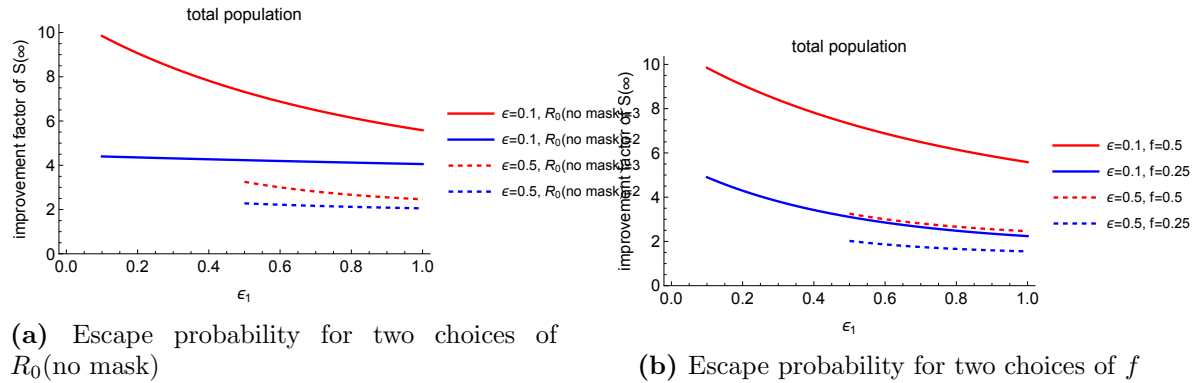 total population
improvement factor of S(∞)
10
8
6
4
2
0
0.0 0.2 0.4 0.6 0.8 1.0
ϵ₁
ϵ=0.1, R₀(no mask)=3
ϵ=0.1, R₀(no mask)=2
ϵ=0.5, R₀(no mask)=3
ϵ=0.5, R₀(no mask)=2
(a) Escape probability for two choices of
R₀(no mask)
total population
improvement factor of S(∞)
10
8
6
4
2
0
0.0 0.2 0.4 0.6 0.8 1.0
ϵ₁
ϵ=0.1, f=0.5
ϵ=0.1, f=0.25
ϵ=0.5, f=0.5
ϵ=0.5, f=0.25
(b) Escape probability for two choices of f